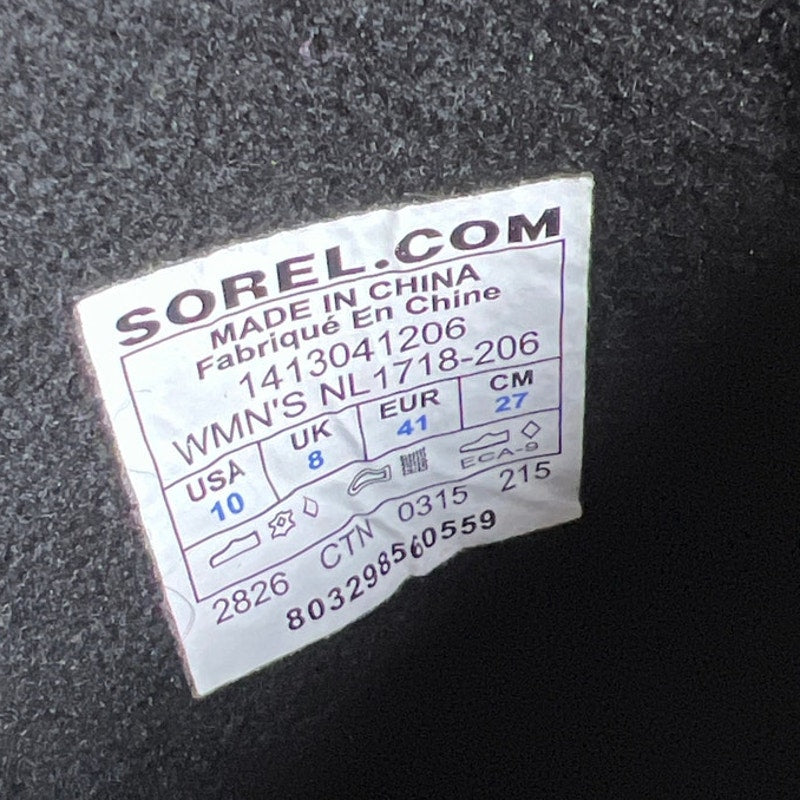 SOREL.COM
MADE IN CHINA
Fabriqué En Chine
1413041206
WMN'S NL1718-206
USA UK EUR CM
10 8 41 27
ECA-9
2826 CTN 0315 215
803298560559